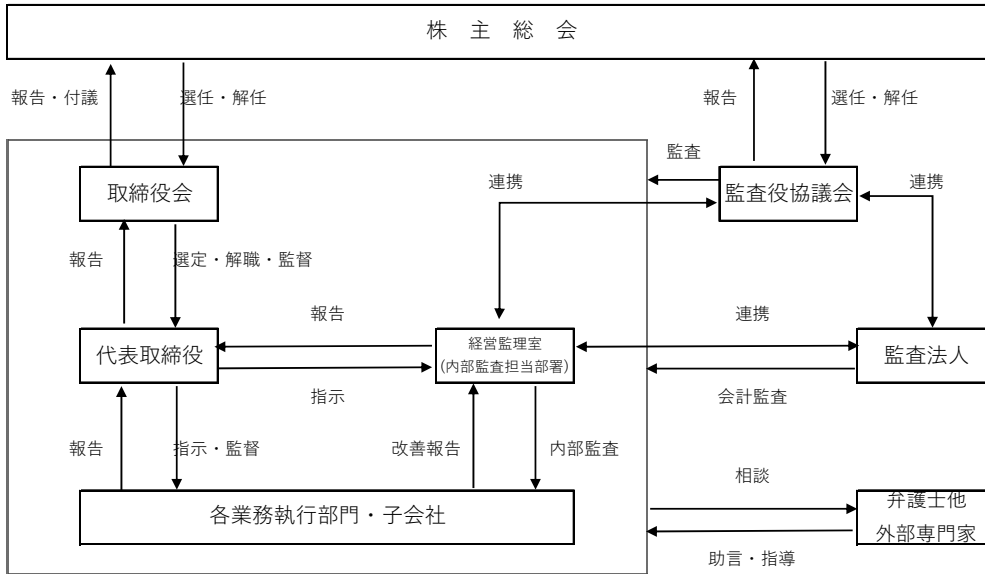 株 主 総 会
報告・付議
選任・解任
報告
選任・解任
監査
取締役会
連携
監査役協議会
連携
報告
選定・解職・監督
報告
連携
代表取締役
経営監理室
(内部監査担当部署)
監査法人
指示
会計監査
報告
指示・監督
改善報告
内部監査
相談
各業務執行部門・子会社
弁護士他
外部専門家
助言・指導